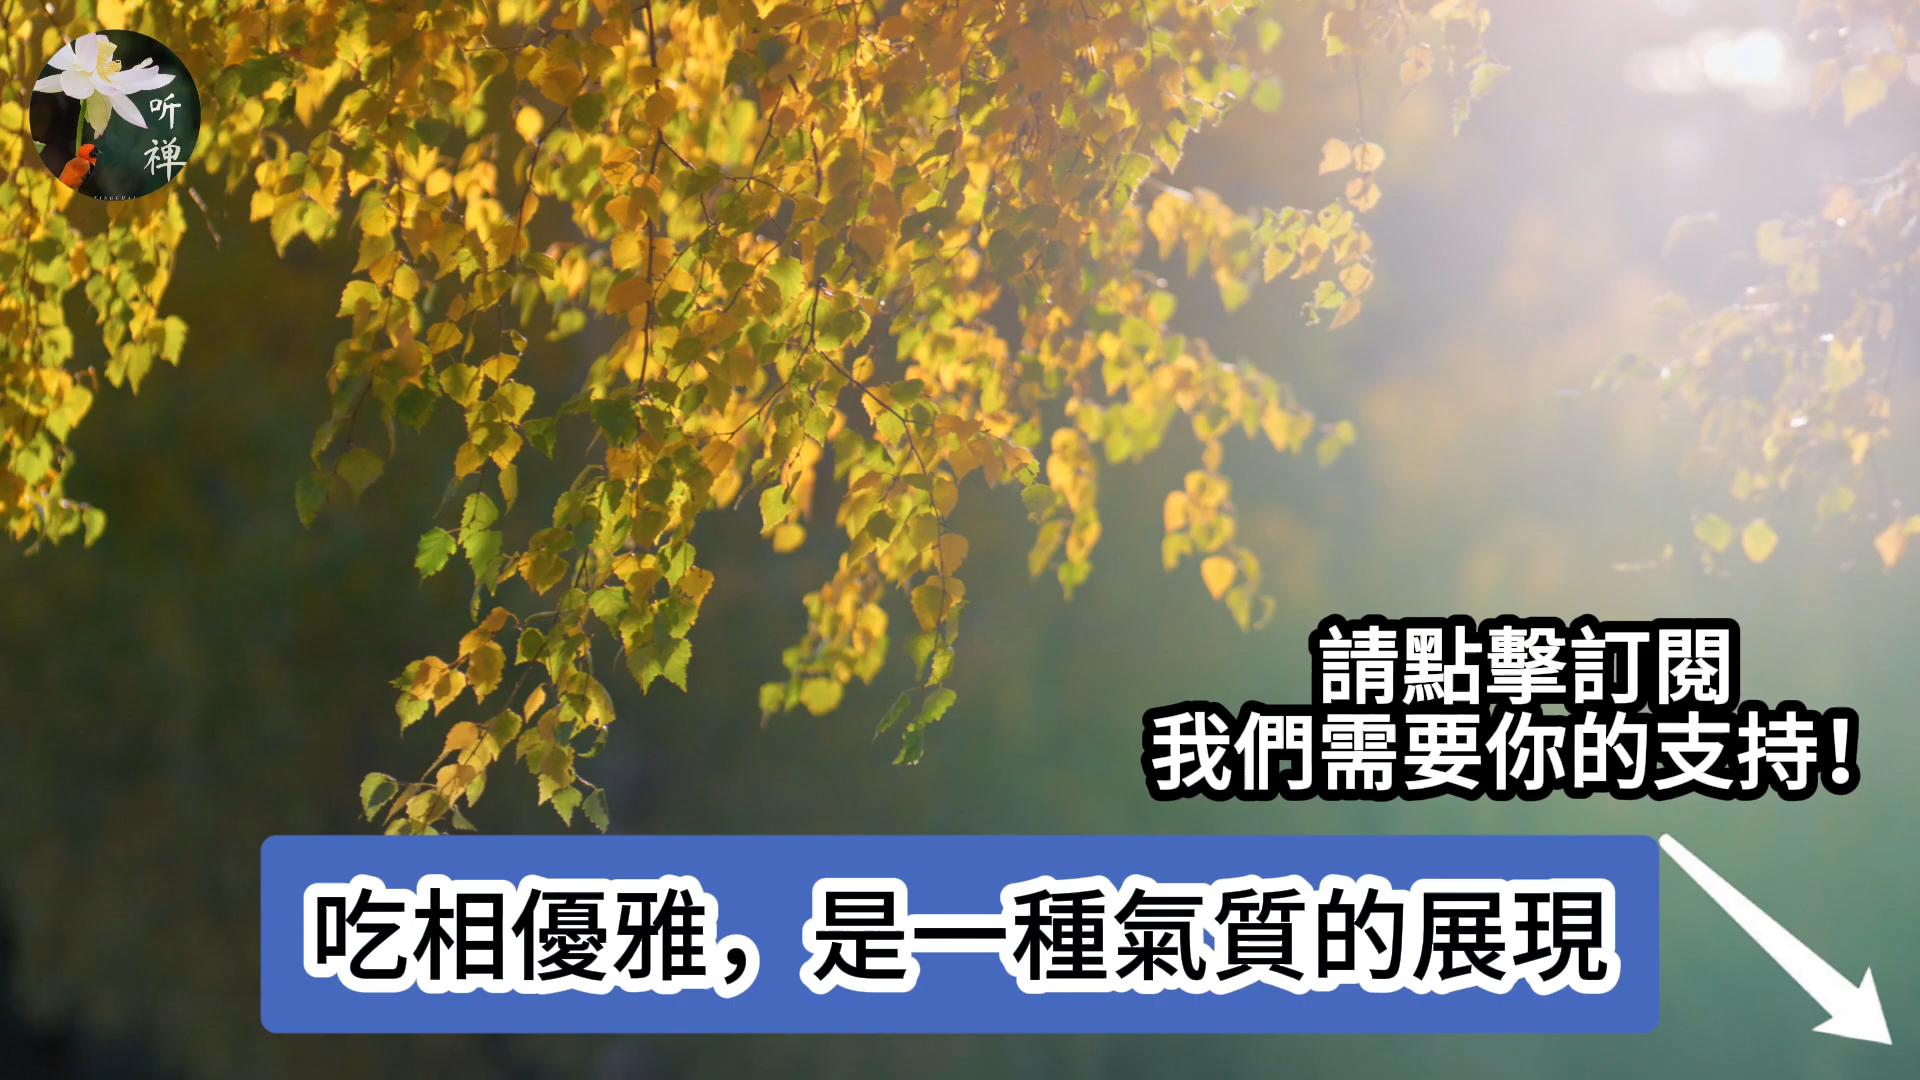 听
禅
請點擊訂閱
我們需要你的支持！
吃相優雅，是一種氣質的展現